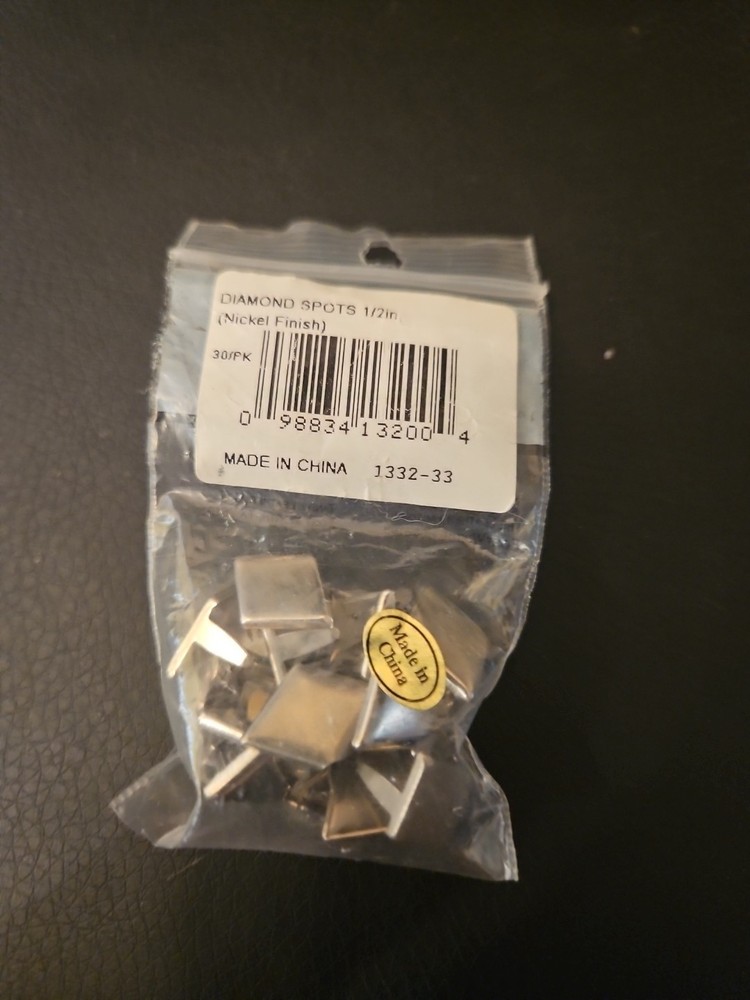 DIAMOND SPOTS 1/2in.
(Nickel Finish)
30/PK
0 98834 13200 4
MADE IN CHINA 1332-33
Made in
China